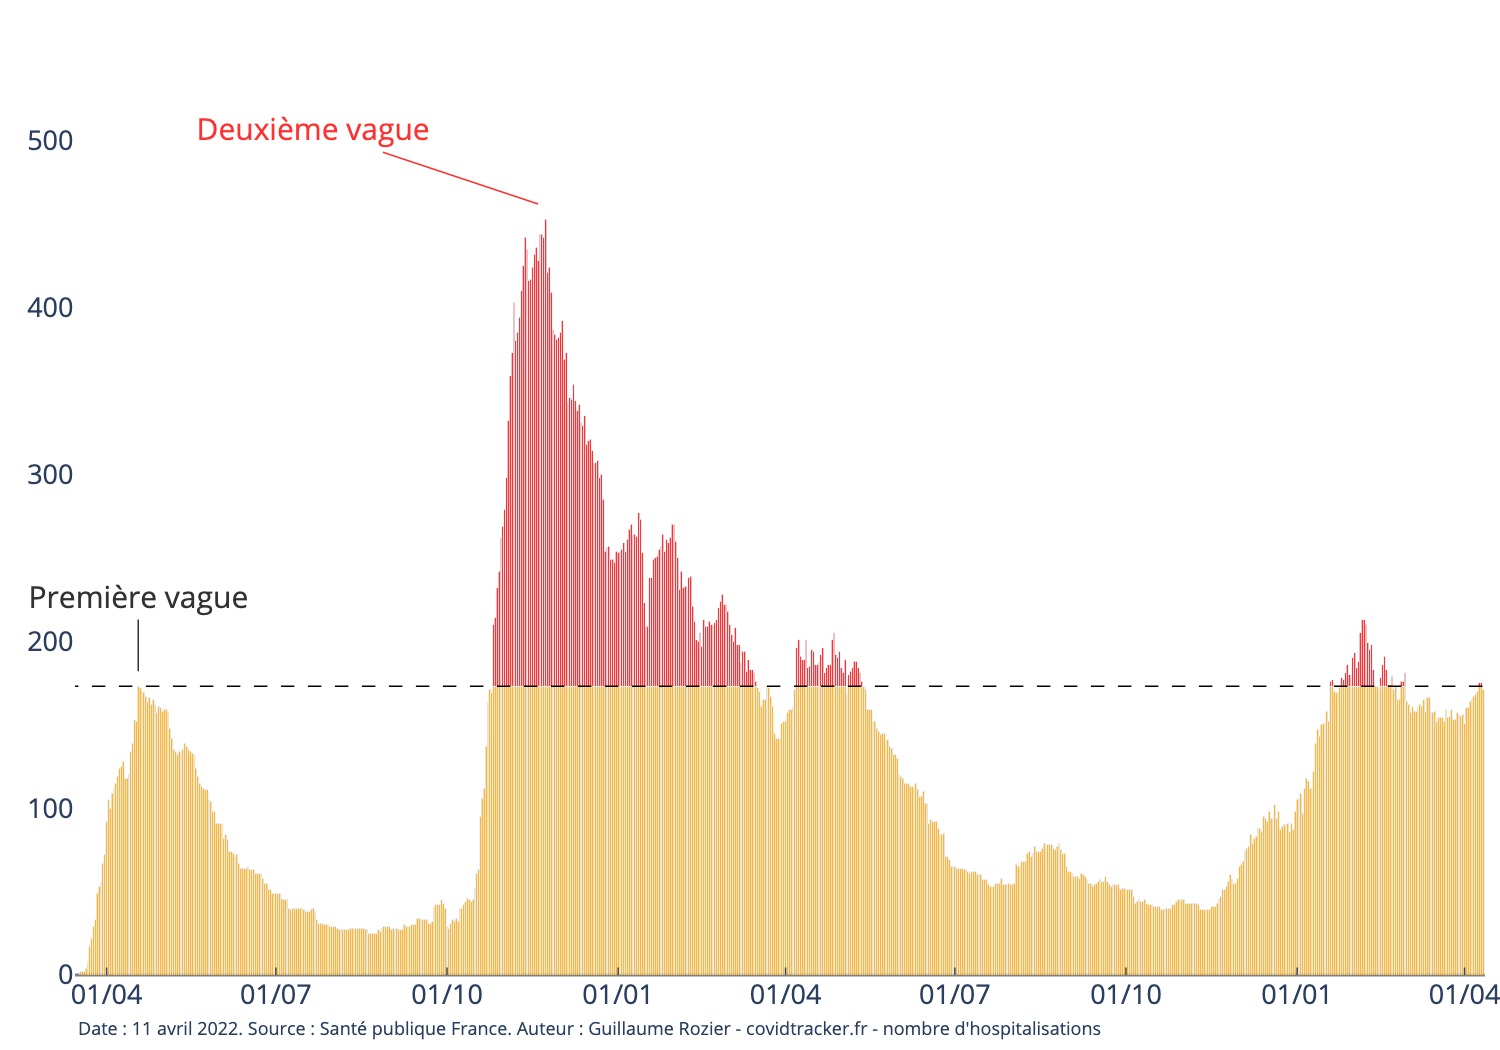 Deuxième vague
500
400
300
Première vague
200
100
0
01/04 01/07 01/10 01/01 01/04 01/07 01/10 01/01 01/04
Date : 11 avril 2022. Source : Santé publique France. Auteur : Guillaume Rozier - covidtracker.fr - nombre d'hospitalisations